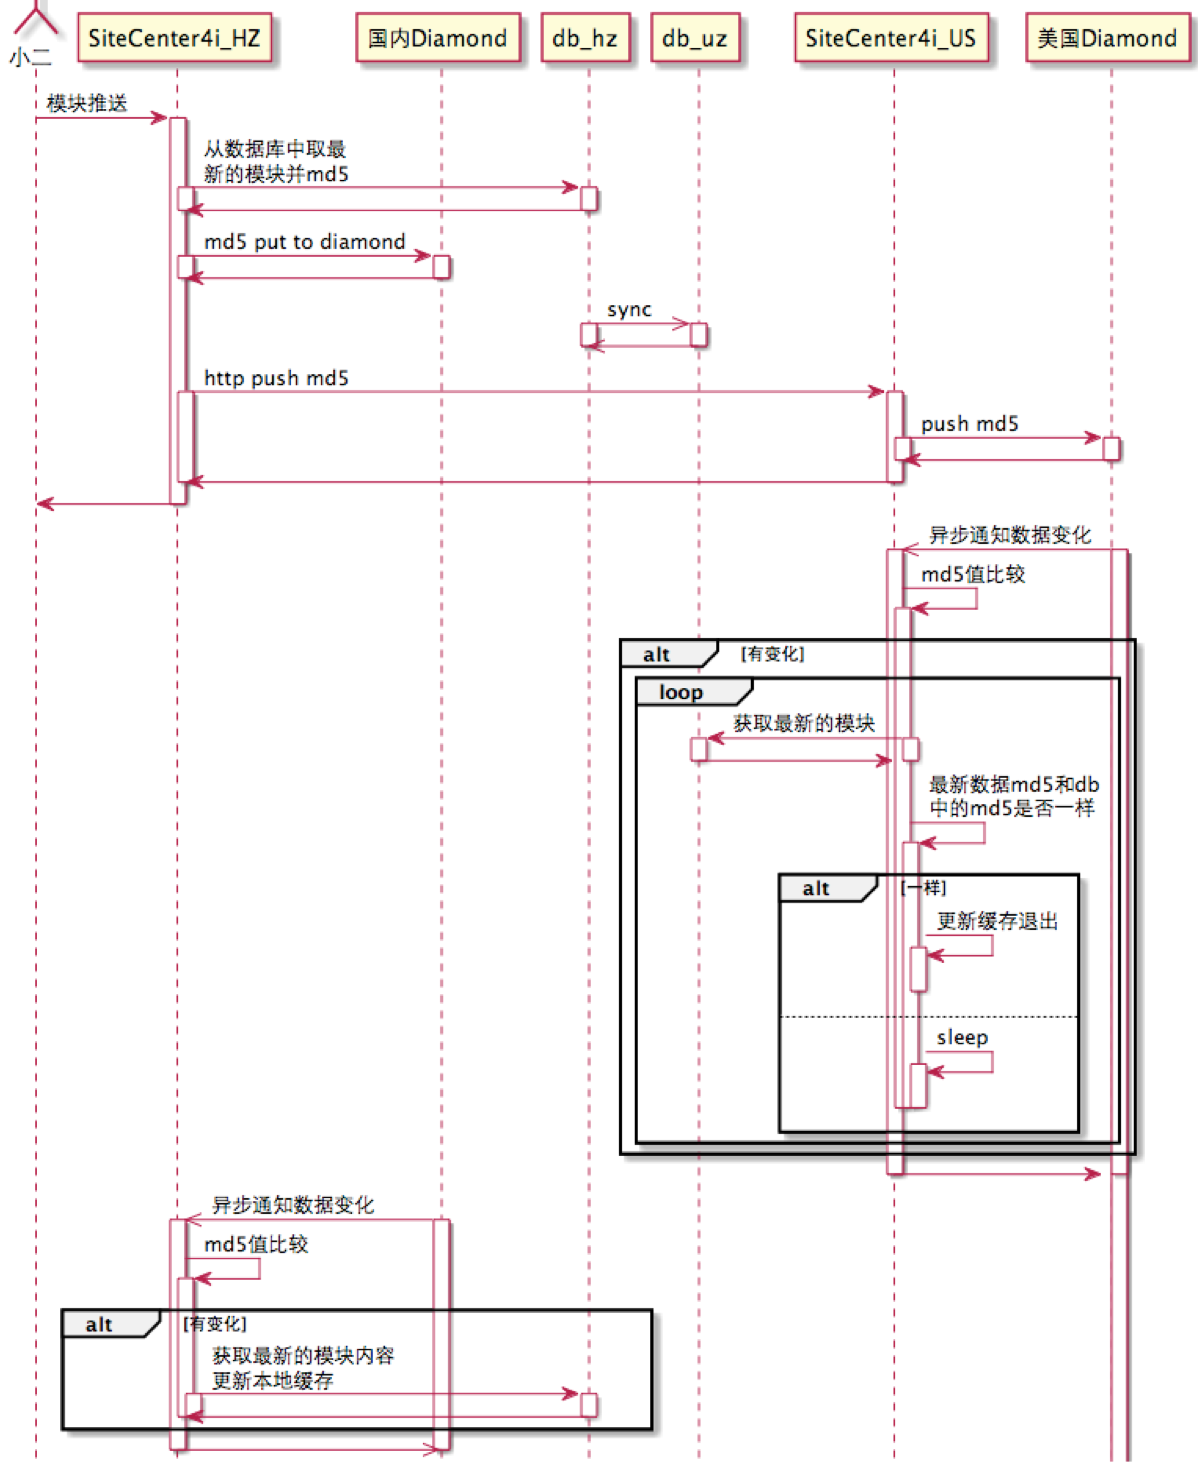 小二
SiteCenter4i_HZ
国内Diamond
db_hz
db_uz
SiteCenter4i_US
美国Diamond
模块推送
从数据库中取最
新的模块并md5
md5 put to diamond
sync
http push md5
push md5
异步通知数据变化
md5值比较
alt
[有变化]
loop
获取最新的模块
最新数据md5和db
中的md5是否一样
alt
[一样]
更新缓存退出
sleep
异步通知数据变化
md5值比较
alt
[有变化]
获取最新的模块内容
更新本地缓存